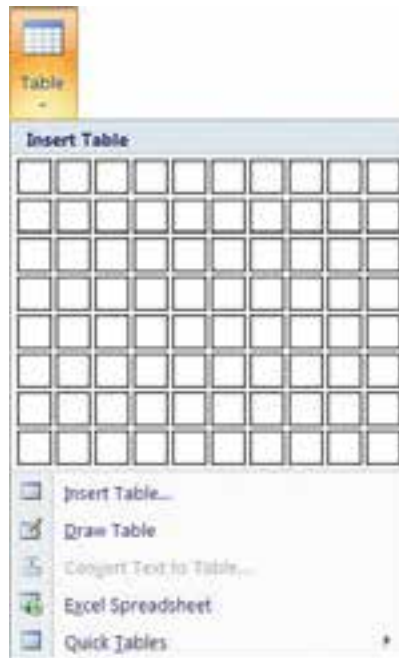 Table
Insert Table
Insert Table...
Draw Table
Convert Text to Table...
Excel Spreadsheet
Quick Tables